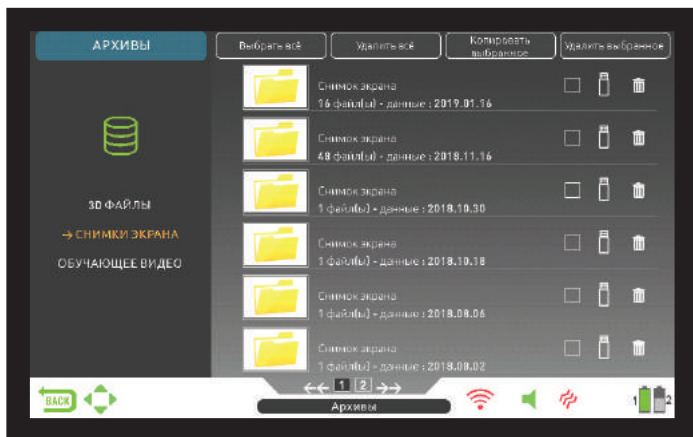 АРХИВЫ
Выбрать всё
Удалить всё
Копировать
выбранное
Удалить выбранное
Снимок экрана
16 файл(ы) - данные : 2019.01.16
Снимок экрана
48 файл(ы) - данные : 2018.11.16
3D ФАЙЛЫ
Снимок экрана
1 файл(ы) - данные : 2018.10.30
→ СНИМКИ ЭКРАНА
ОБУЧАЮЩЕЕ ВИДЕО
Снимок экрана
1 файл(ы) - данные : 2018.10.18
Снимок экрана
1 файл(ы) - данные : 2018.08.06
Снимок экрана
1 файл(ы) - данные : 2018.08.02
BACK
←← 1 2 →→
Архивы
1 2